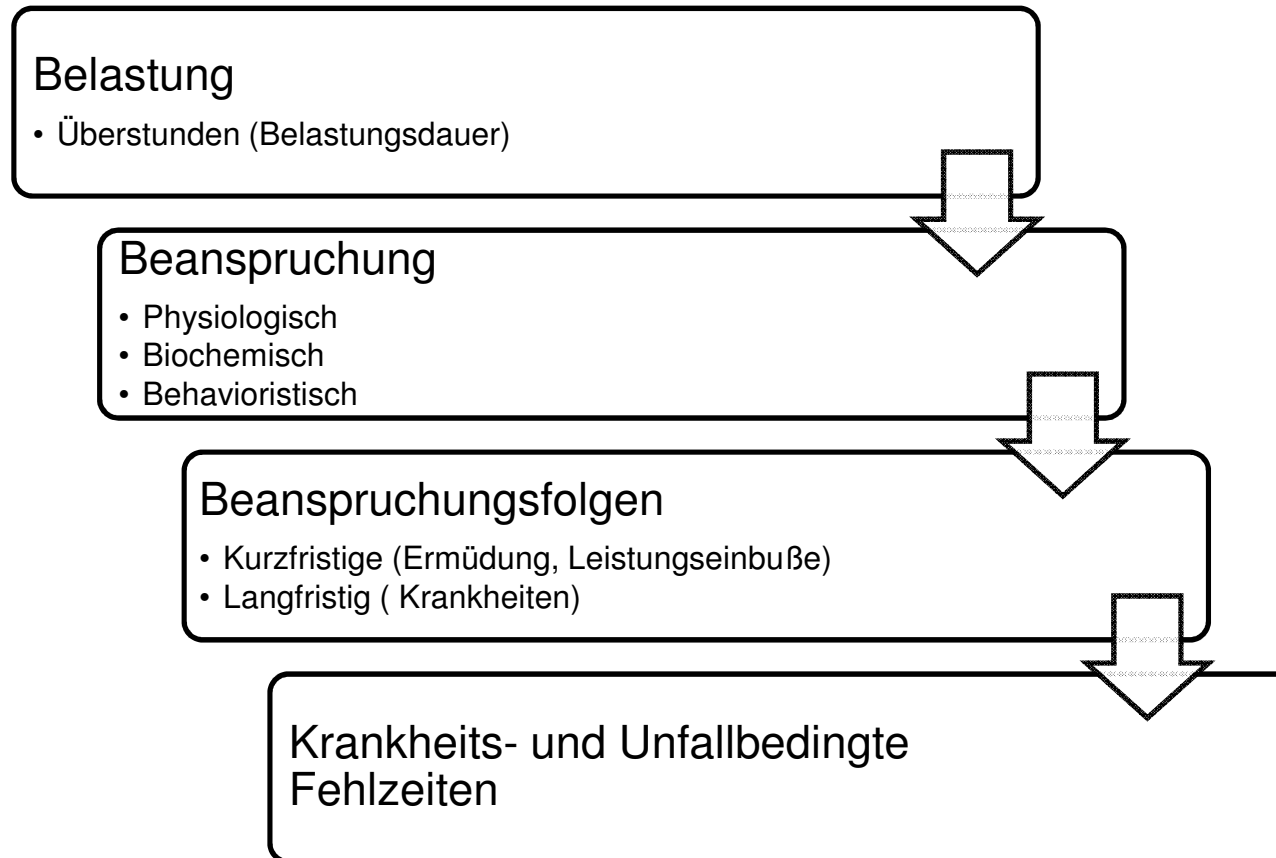 Belastung
• Überstunden (Belastungsdauer)
Beanspruchung
• Physiologisch
• Biochemisch
• Behavioristisch
Beanspruchungsfolgen
• Kurzfristige (Ermüdung, Leistungseinbuße)
• Langfristig ( Krankheiten)
Krankheits- und Unfallbedingte
Fehlzeiten